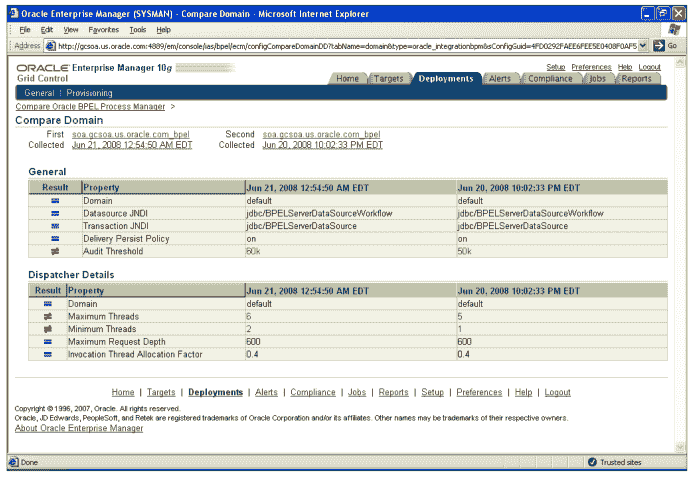 Oracle Enterprise Manager (SYSMAN) - Compare Domain - Microsoft Internet Explorer
File Edit View Favorites Tools Help
Address http://gcsoa.us.oracle.com:4889/em/console/ias/bpel/ecm/configCompareDomainDD?tabName=domain&type=oracle_integrationbpm&sConfigGuid=4FD0292FAEE6FEE5E0408F0AF5 Go
ORACLE Enterprise Manager 10g
Setup Preferences Help Logout
Grid Control
Home Targets Deployments Alerts Compliance Jobs Reports
General Provisioning
Compare Oracle BPEL Process Manager >
Compare Domain
First soa.gcsoa.us.oracle.com_bpel Second soa.gcsoa.us.oracle.com_bpel
Collected Jun 21, 2008 12:54:50 AM EDT Collected Jun 20, 2008 10:02:33 PM EDT
General
Result Property Jun 21, 2008 12:54:50 AM EDT Jun 20, 2008 10:02:33 PM EDT
= Domain default default
= Datasource JNDI jdbc/BPELServerDataSourceWorkflow jdbc/BPELServerDataSourceWorkflow
= Transaction JNDI jdbc/BPELServerDataSource jdbc/BPELServerDataSource
= Delivery Persist Policy on on
≠ Audit Threshold 60k 50k
Dispatcher Details
Result Property Jun 21, 2008 12:54:50 AM EDT Jun 20, 2008 10:02:33 PM EDT
= Domain default default
≠ Maximum Threads 6 5
≠ Minimum Threads 2 1
= Maximum Request Depth 600 600
= Invocation Thread Allocation Factor 0.4 0.4
Home | Targets | Deployments | Alerts | Compliance | Jobs | Reports | Setup | Preferences | Help | Logout
Copyright © 1996, 2007, Oracle. All rights reserved.
Oracle, JD Edwards, PeopleSoft, and Retek are registered trademarks of Oracle Corporation and/or its affiliates. Other names may be trademarks of their respective owners.
About Oracle Enterprise Manager
Done Trusted sites